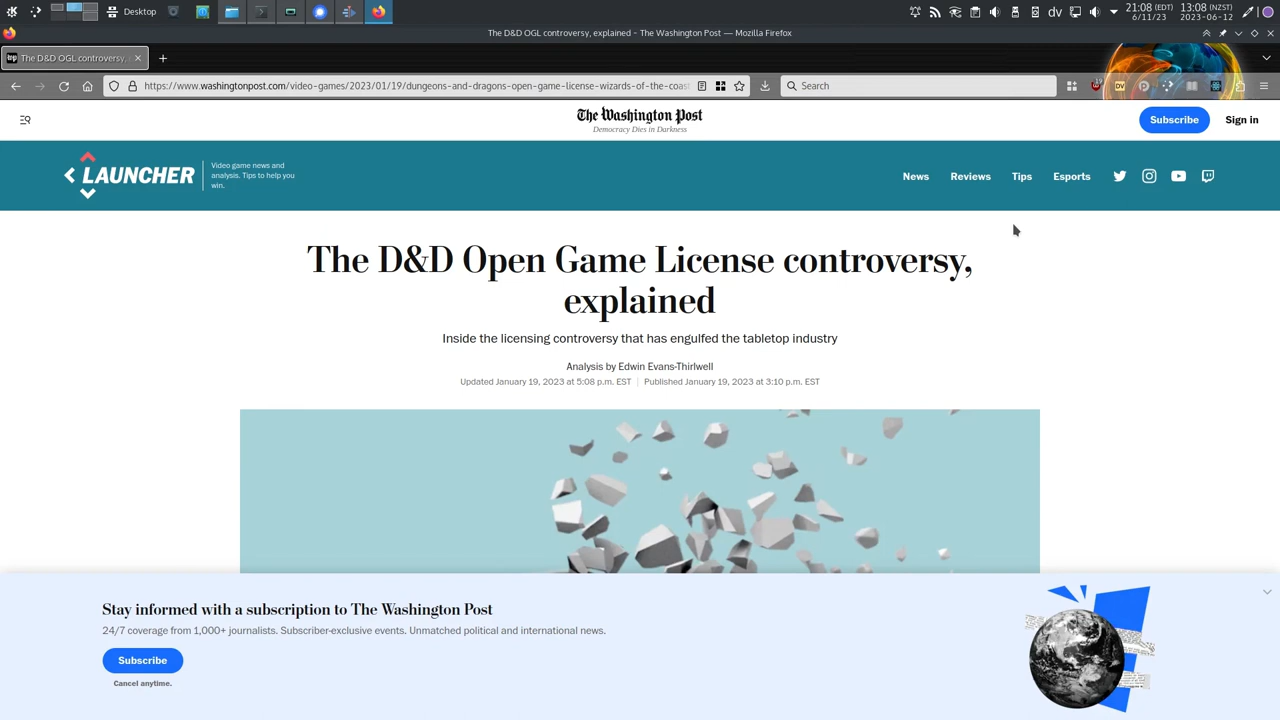 Desktop
dv
21:08 (EDT)
6/11/23
13:08 (NZST)
2023-06-12
The D&D OGL controversy, explained - The Washington Post — Mozilla Firefox
The D&D OGL controversy,
https://www.washingtonpost.com/video-games/2023/01/19/dungeons-and-dragons-open-game-license-wizards-of-the-coast
Search
19
DV
The Washington Post
Democracy Dies in Darkness
Subscribe
Sign in
LAUNCHER
Video game news and
analysis. Tips to help you
win.
News
Reviews
Tips
Esports
The D&D Open Game License controversy,
explained
Inside the licensing controversy that has engulfed the tabletop industry
Analysis by Edwin Evans-Thirlwell
Updated January 19, 2023 at 5:08 p.m. EST | Published January 19, 2023 at 3:10 p.m. EST
Stay informed with a subscription to The Washington Post
24/7 coverage from 1,000+ journalists. Subscriber-exclusive events. Unmatched political and international news.
Subscribe
Cancel anytime.